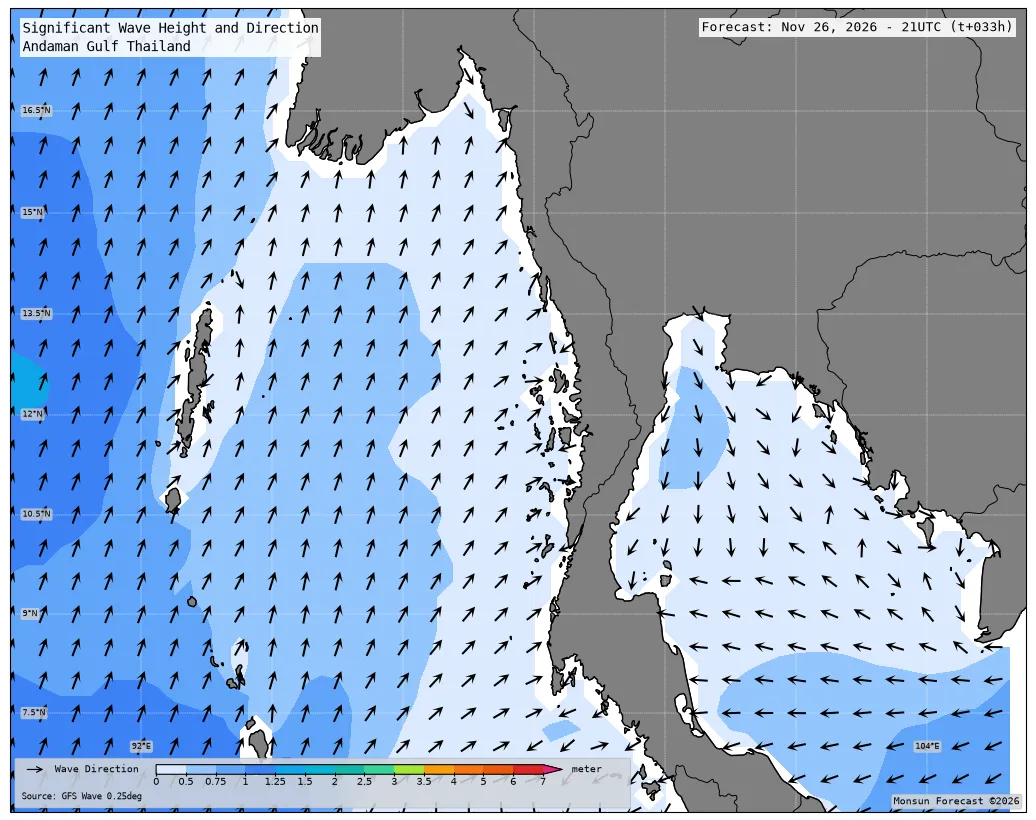 Significant Wave Height and Direction
Andaman Gulf Thailand
Forecast: Nov 26, 2026 - 21UTC (t+033h)
16.5°N
15°N
13.5°N
12°N
10.5°N
9°N
7.5°N
92°E
104°E
Wave Direction
meter
0 0.5 0.75 1 1.25 1.5 2 2.5 3 3.5 4 5 6 7
Source: GFS Wave 0.25deg
Monsun Forecast ©2026